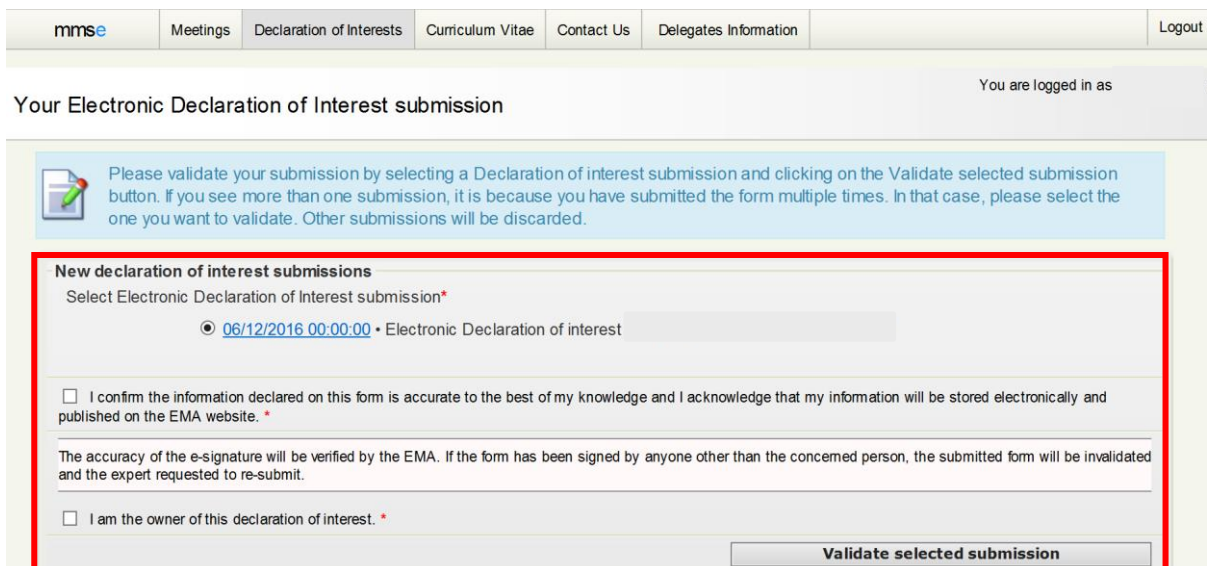 mmse Meetings Declaration of Interests Curriculum Vitae Contact Us Delegates Information Logout
You are logged in as
Your Electronic Declaration of Interest submission
Please validate your submission by selecting a Declaration of interest submission and clicking on the Validate selected submission
button. If you see more than one submission, it is because you have submitted the form multiple times. In that case, please select the
one you want to validate. Other submissions will be discarded.
New declaration of interest submissions
Select Electronic Declaration of Interest submission*
06/12/2016 00:00:00 • Electronic Declaration of interest
I confirm the information declared on this form is accurate to the best of my knowledge and I acknowledge that my information will be stored electronically and
published on the EMA website. *
The accuracy of the e-signature will be verified by the EMA. If the form has been signed by anyone other than the concerned person, the submitted form will be invalidated
and the expert requested to re-submit.
I am the owner of this declaration of interest. *
Validate selected submission